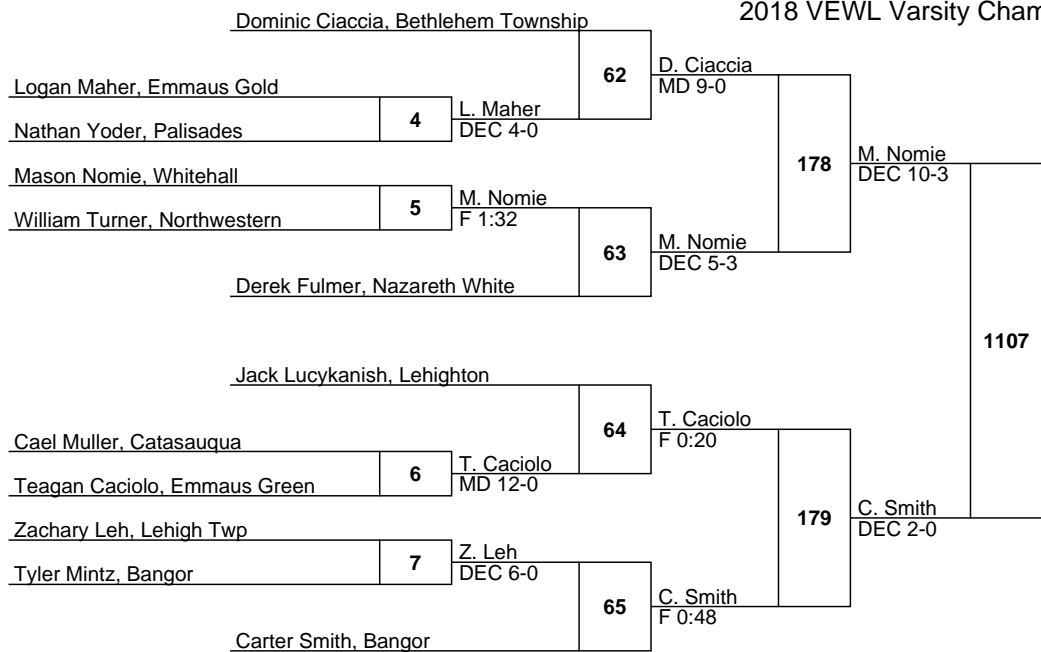 2018 VEWL Varsity Cham
Dominic Ciaccia, Bethlehem Township
62
D. Ciaccia
MD 9-0
Logan Maher, Emmaus Gold
4
L. Maher
DEC 4-0
Nathan Yoder, Palisades
178
M. Nomie
DEC 10-3
Mason Nomie, Whitehall
5
M. Nomie
F 1:32
William Turner, Northwestern
63
M. Nomie
DEC 5-3
Derek Fulmer, Nazareth White
1107
Jack Lucykanish, Lehighton
64
T. Caciolo
F 0:20
Cael Muller, Catasauqua
6
T. Caciolo
MD 12-0
Teagan Caciolo, Emmaus Green
179
C. Smith
DEC 2-0
Zachary Leh, Lehigh Twp
7
Z. Leh
DEC 6-0
Tyler Mintz, Bangor
65
C. Smith
F 0:48
Carter Smith, Bangor